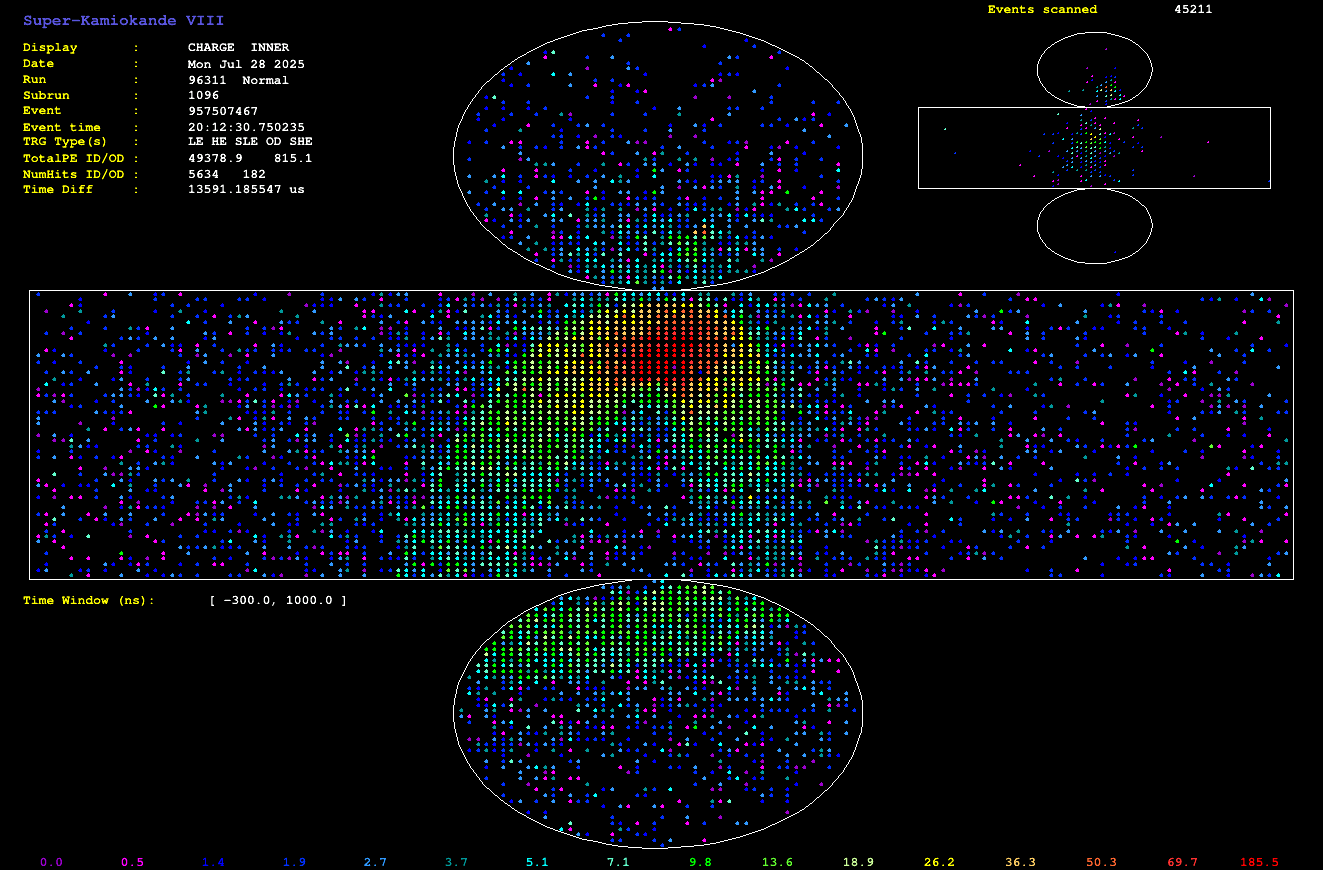 Super-Kamiokande VIII
Events scanned 45211
Display : CHARGE INNER
Date : Mon Jul 28 2025
Run : 96311 Normal
Subrun : 1096
Event : 957507467
Event time : 20:12:30.750235
TRG Type(s) : LE HE SLE OD SHE
TotalPE ID/OD : 49378.9 815.1
NumHits ID/OD : 5634 182
Time Diff : 13591.185547 us
Time Window (ns): [ -300.0, 1000.0 ]
0.0 0.5 1.4 1.9 2.7 3.7 5.1 7.1 9.8 13.6 18.9 26.2 36.3 50.3 69.7 185.5